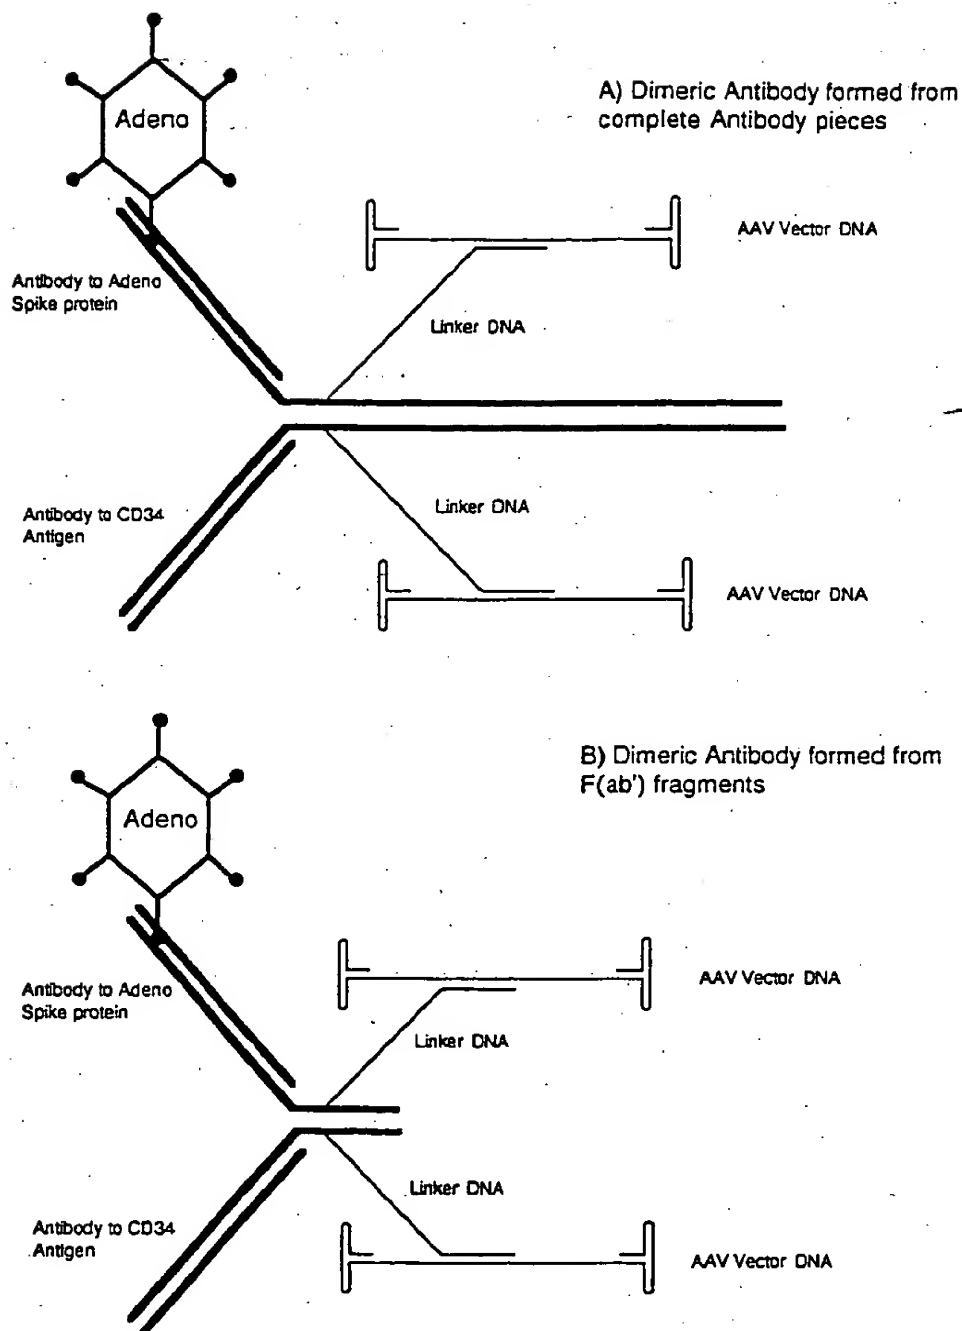 Adeno
A) Dimeric Antibody formed from
complete Antibody pieces
AAV Vector DNA
Antibody to Adeno
Spike protein
Linker DNA
Linker DNA
Antibody to CD34
Antigen
AAV Vector DNA
B) Dimeric Antibody formed from
F(ab') fragments
Adeno
AAV Vector DNA
Antibody to Adeno
Spike protein
Linker DNA
Linker DNA
Antibody to CD34
Antigen
AAV Vector DNA